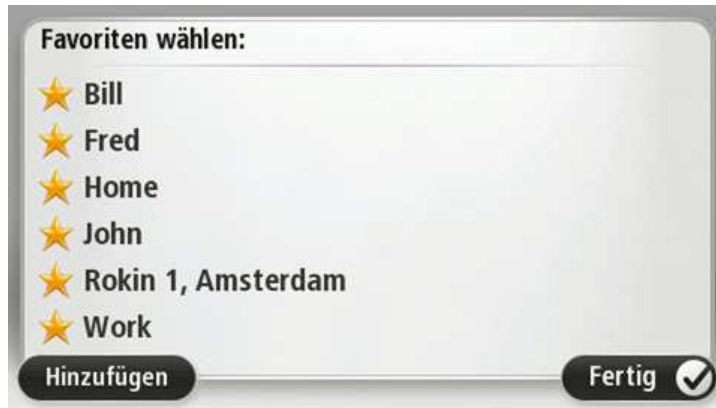 Favoriten wählen:
Bill
Fred
Home
John
Rokin 1, Amsterdam
Work
Hinzufügen
Fertig